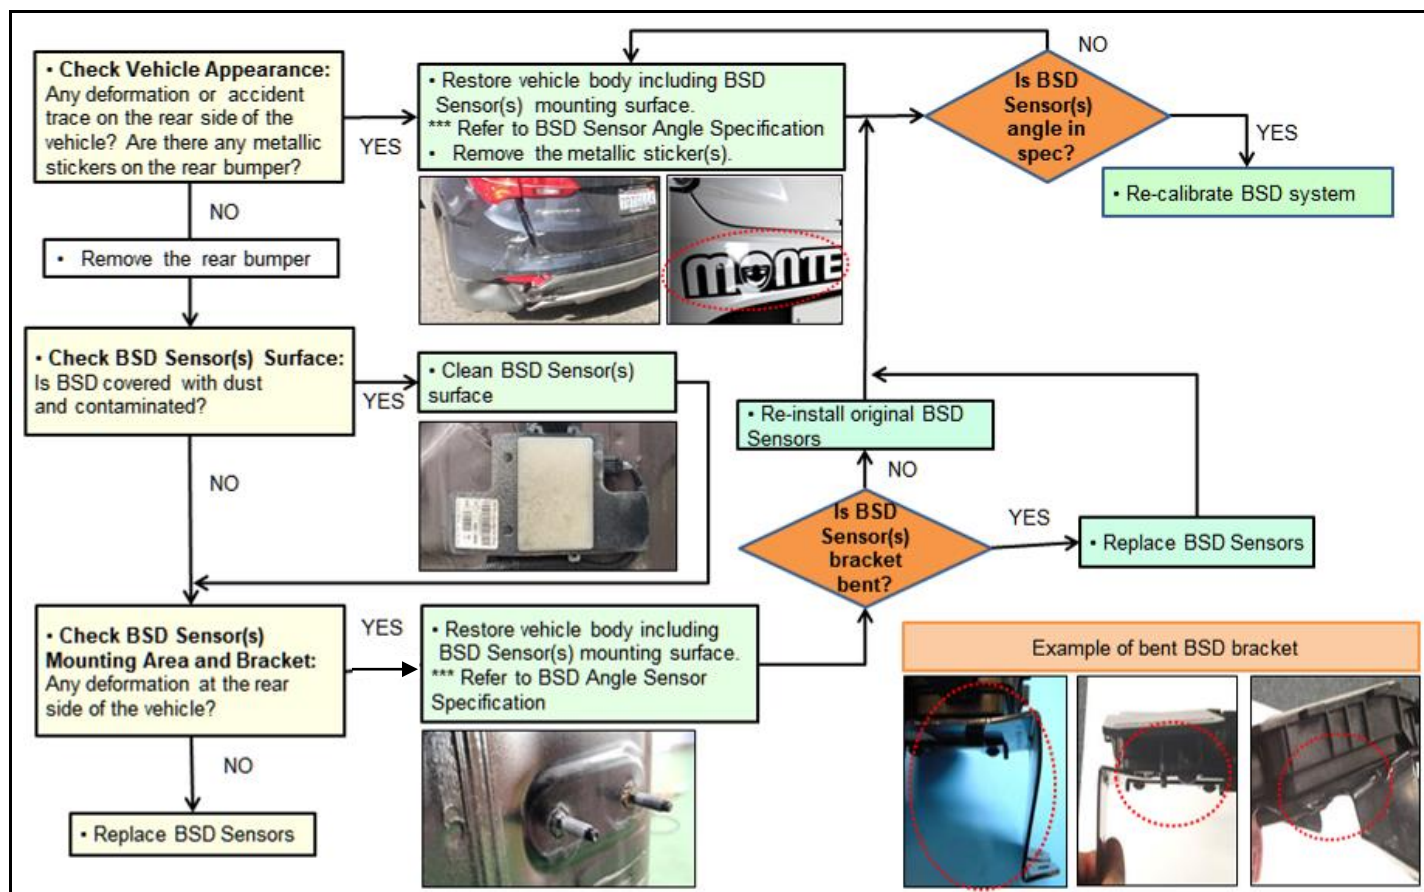 • Check Vehicle Appearance:
Any deformation or accident
trace on the rear side of the
vehicle? Are there any metallic
stickers on the rear bumper?
YES
NO
• Restore vehicle body including BSD
Sensor(s) mounting surface.
*** Refer to BSD Sensor Angle Specification
• Remove the metallic sticker(s).
NO
Is BSD
Sensor(s)
angle in
spec?
YES
• Re-calibrate BSD system
MONTE
• Remove the rear bumper
• Check BSD Sensor(s) Surface:
Is BSD covered with dust
and contaminated?
YES
NO
• Clean BSD Sensor(s)
surface
• Re-install original BSD
Sensors
NO
Is BSD
Sensor(s)
bracket
bent?
YES
• Replace BSD Sensors
• Check BSD Sensor(s)
Mounting Area and Bracket:
Any deformation at the rear
side of the vehicle?
YES
NO
• Restore vehicle body including
BSD Sensor(s) mounting surface.
*** Refer to BSD Angle Sensor
Specification
• Replace BSD Sensors
Example of bent BSD bracket